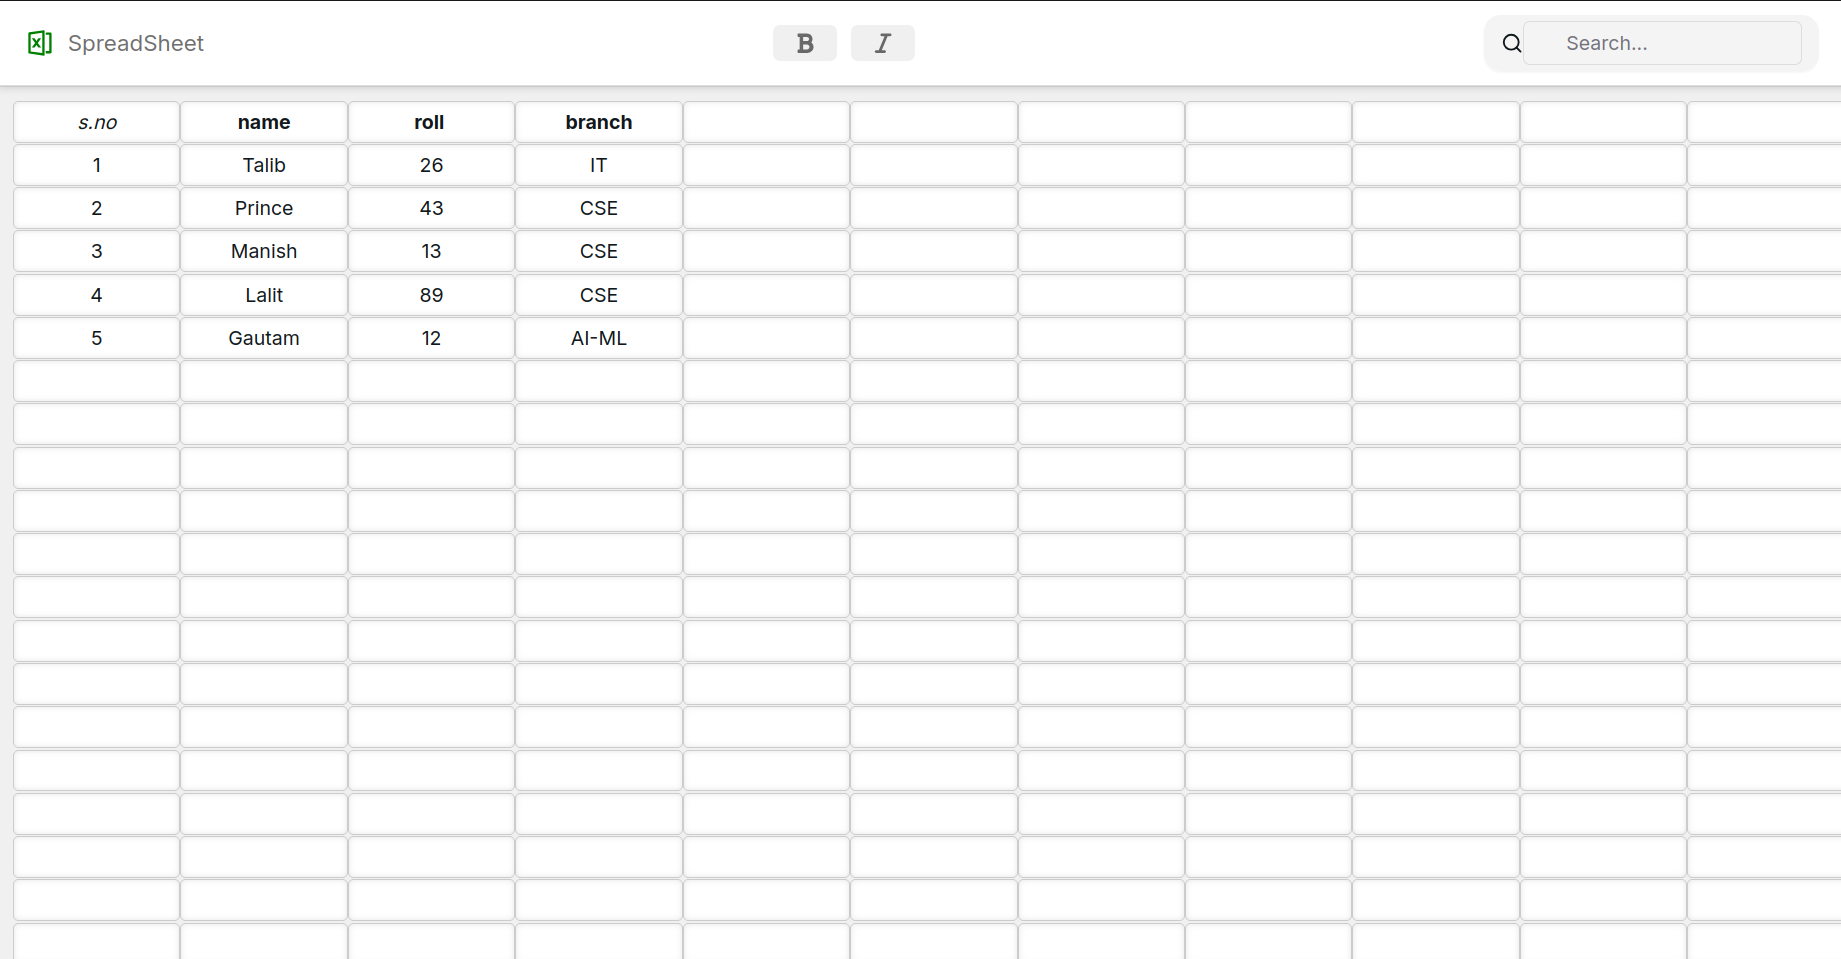 SpreadSheet B I Search...
s.no name roll branch
1 Talib 26 IT
2 Prince 43 CSE
3 Manish 13 CSE
4 Lalit 89 CSE
5 Gautam 12 AI-ML